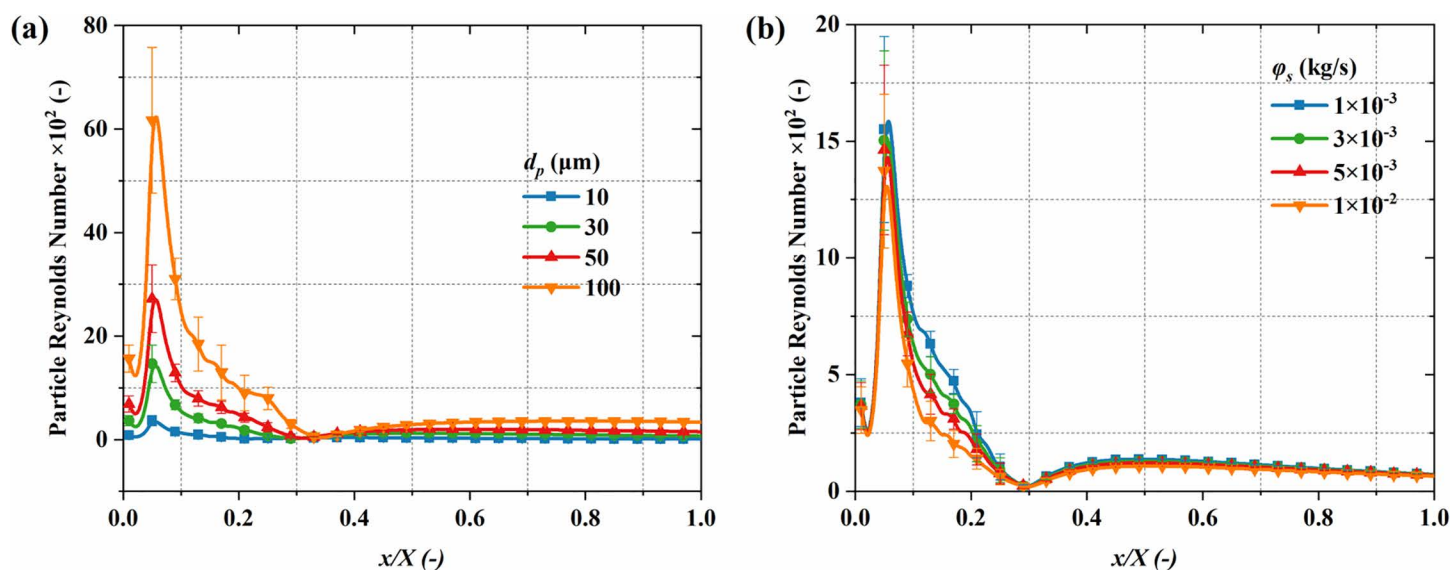 (a)
Particle Reynolds Number ×10² (-)
80
60
40
20
0
d_p (μm)
10
30
50
100
0.0 0.2 0.4 0.6 0.8 1.0
x/X (-)
(b)
Particle Reynolds Number ×10² (-)
20
15
10
5
0
φ_s (kg/s)
1×10⁻³
3×10⁻³
5×10⁻³
1×10⁻²
0.0 0.2 0.4 0.6 0.8 1.0
x/X (-)